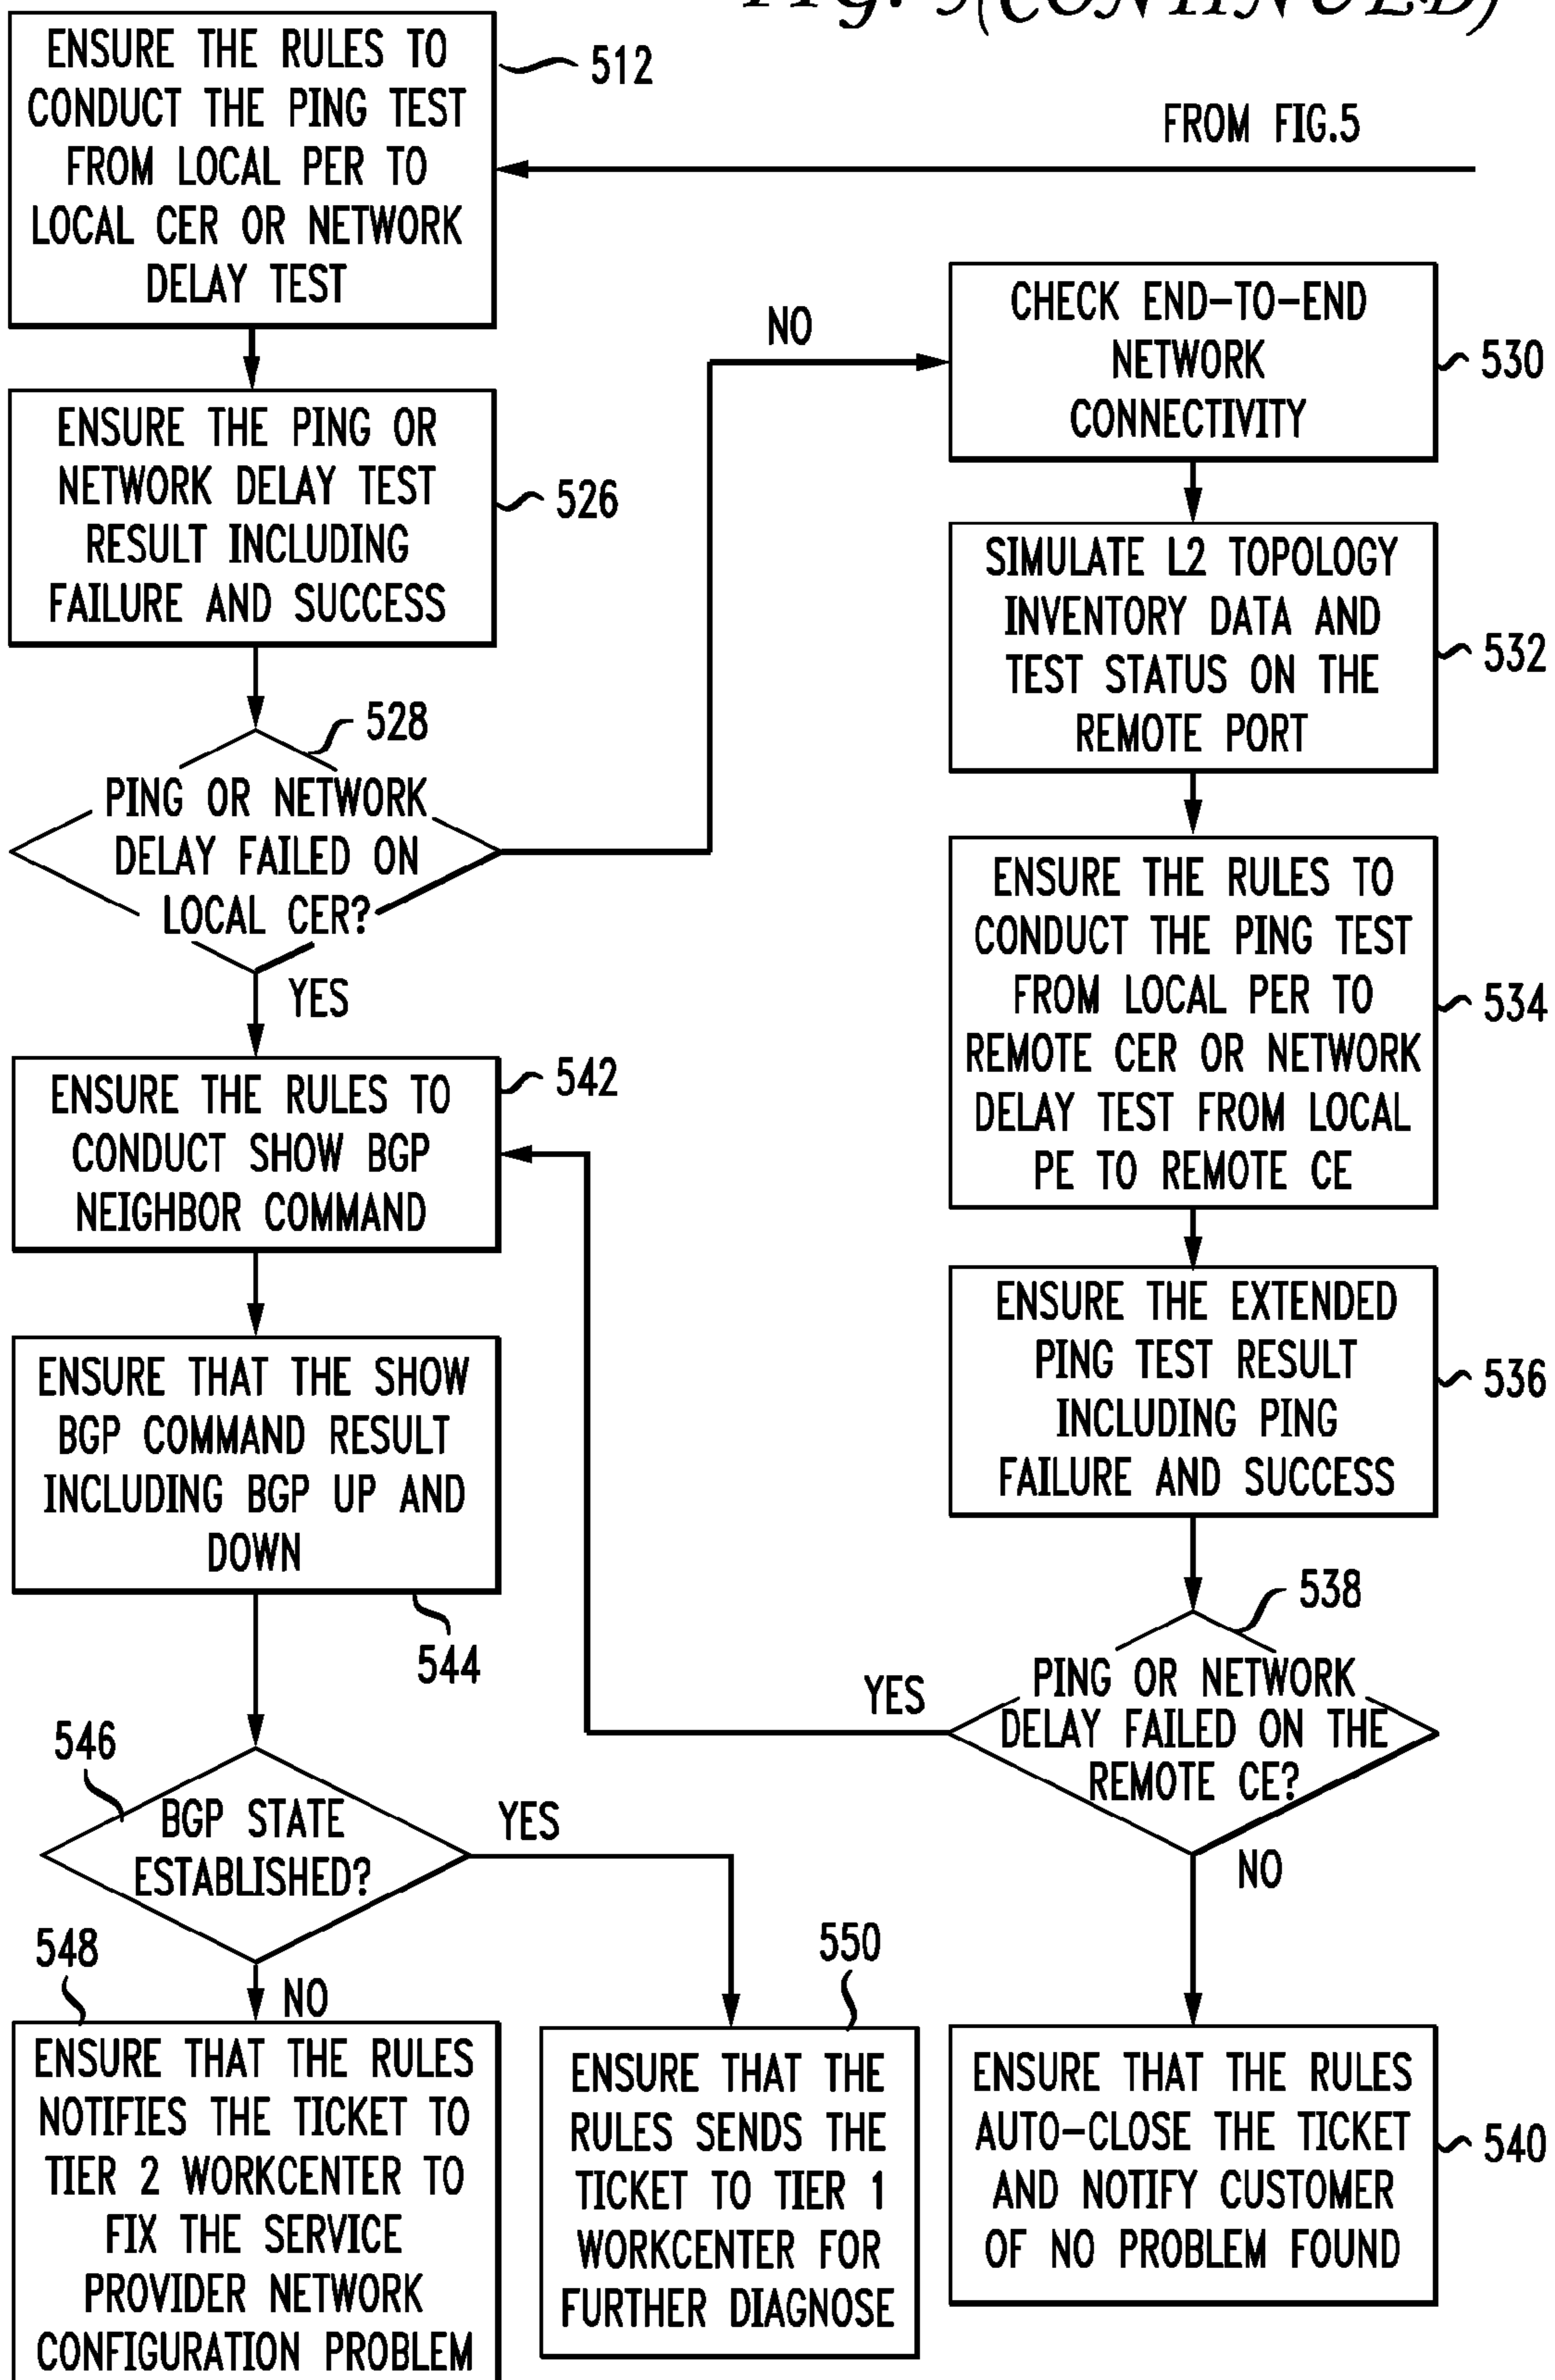 Fig. 5(CONTINUED)
ENSURE THE RULES TO
CONDUCT THE PING TEST
FROM LOCAL PER TO
LOCAL CER OR NETWORK
DELAY TEST
512
FROM FIG.5
ENSURE THE PING OR
NETWORK DELAY TEST
RESULT INCLUDING
FAILURE AND SUCCESS
526
528
PING OR NETWORK
DELAY FAILED ON
LOCAL CER?
NO
YES
CHECK END-TO-END
NETWORK
CONNECTIVITY
530
SIMULATE L2 TOPOLOGY
INVENTORY DATA AND
TEST STATUS ON THE
REMOTE PORT
532
ENSURE THE RULES TO
CONDUCT THE PING TEST
FROM LOCAL PER TO
REMOTE CER OR NETWORK
DELAY TEST FROM LOCAL
PE TO REMOTE CE
534
ENSURE THE EXTENDED
PING TEST RESULT
INCLUDING PING
FAILURE AND SUCCESS
536
538
PING OR NETWORK
DELAY FAILED ON THE
REMOTE CE?
YES
NO
ENSURE THAT THE RULES
AUTO-CLOSE THE TICKET
AND NOTIFY CUSTOMER
OF NO PROBLEM FOUND
540
ENSURE THE RULES TO
CONDUCT SHOW BGP
NEIGHBOR COMMAND
542
ENSURE THAT THE SHOW
BGP COMMAND RESULT
INCLUDING BGP UP AND
DOWN
544
546
BGP STATE
ESTABLISHED?
YES
NO
548
ENSURE THAT THE RULES
NOTIFIES THE TICKET TO
TIER 2 WORKCENTER TO
FIX THE SERVICE
PROVIDER NETWORK
CONFIGURATION PROBLEM
550
ENSURE THAT THE
RULES SENDS THE
TICKET TO TIER 1
WORKCENTER FOR
FURTHER DIAGNOSE